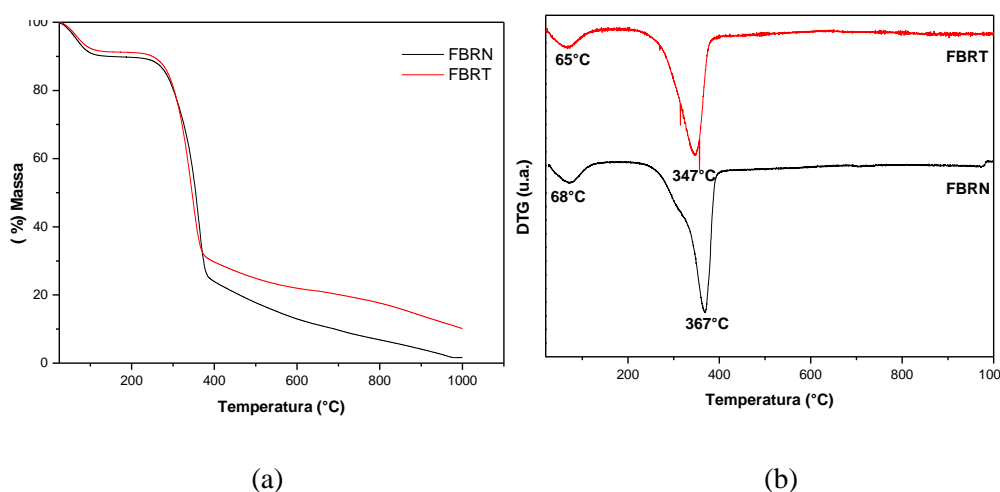 100
80
60
40
20
0
( %) Massa
FBRN
FBRT
200
400
600
800
1000
Temperatura (°C)
(a)
DTG (u.a.)
65°C
FBRT
347°C
68°C
FBRN
367°C
200
400
600
800
100
Temperatura (°C)
(b)